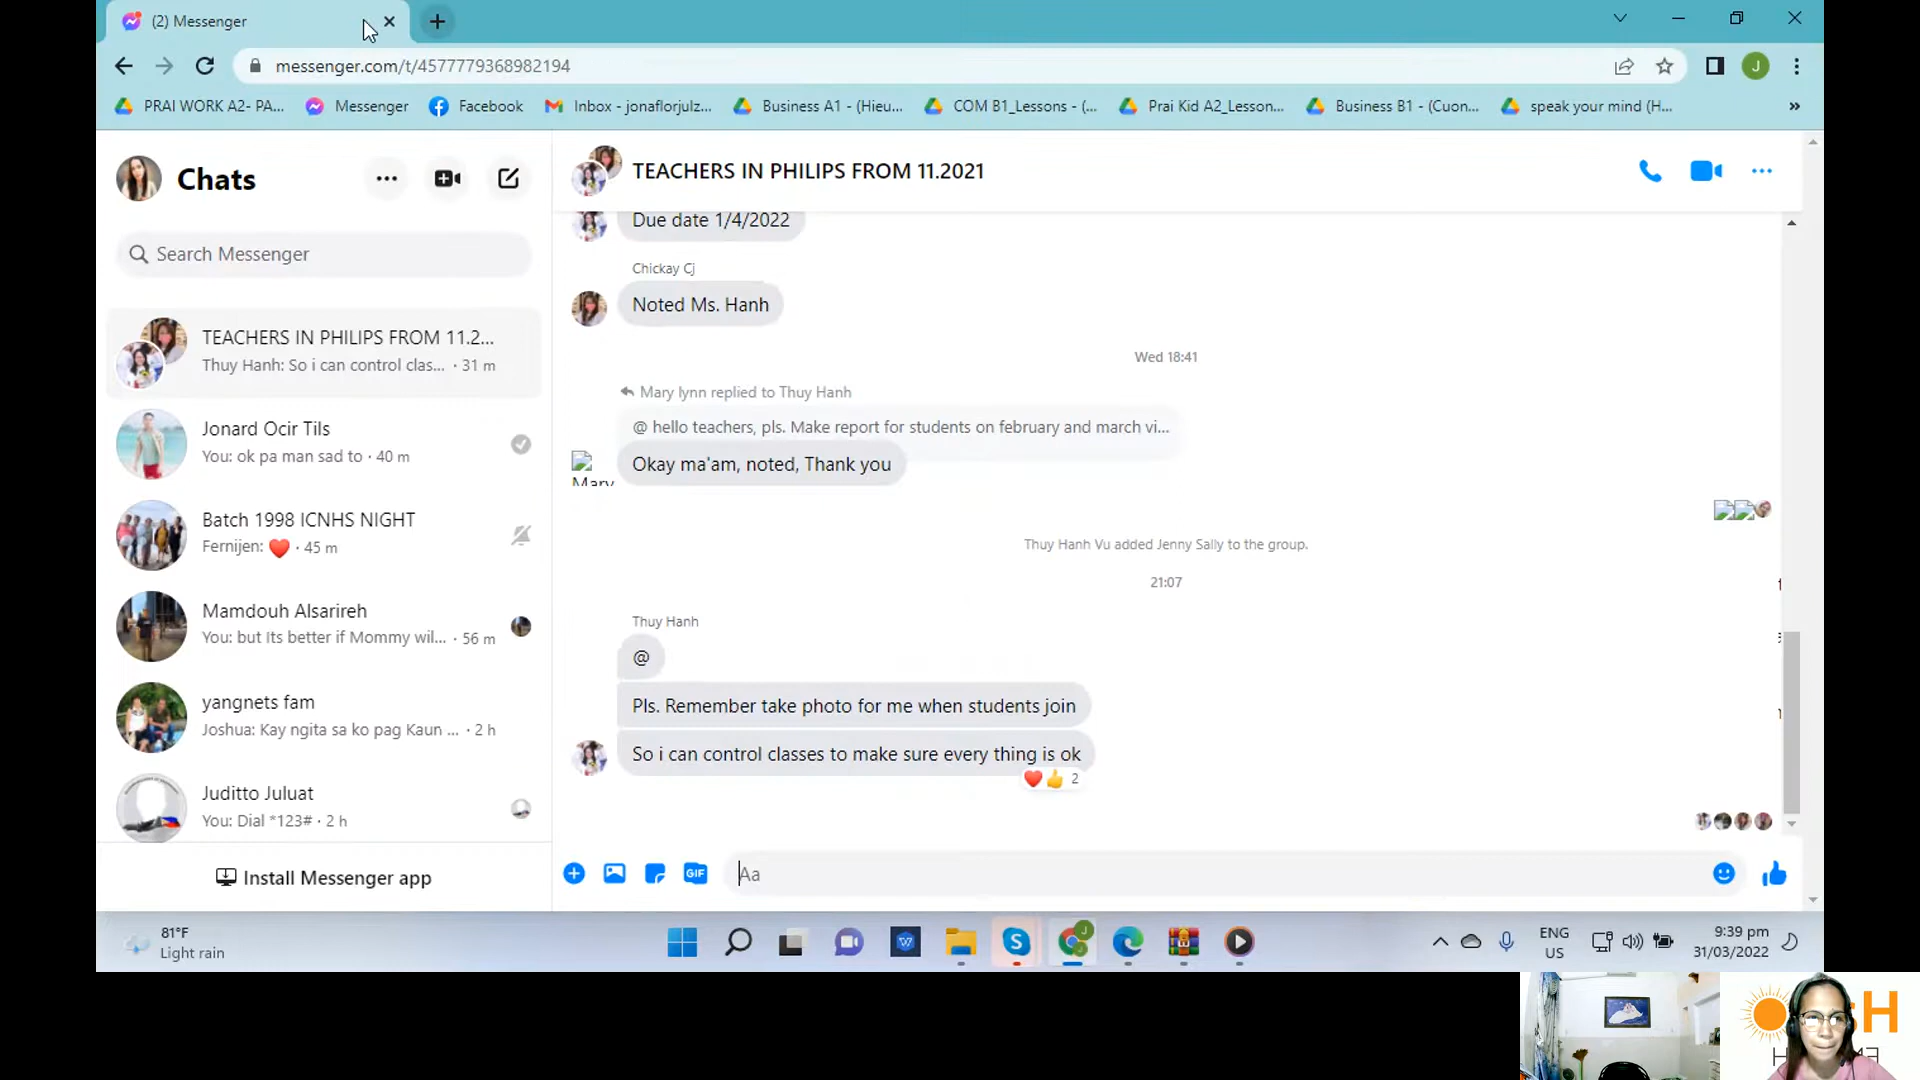 (2) Messenger
messenger.com/t/4577779368982194
J
PRAI WORK A2- PA...
Messenger
Facebook
Inbox - jonaflorjulz...
Business A1 - (Hieu...
COM B1_Lessons - (...
Prai Kid A2_Lesson...
Business B1 - (Cuon...
speak your mind (H...
Chats
Search Messenger
TEACHERS IN PHILIPS FROM 11.2...
Thuy Hanh: So i can control clas... · 31 m
Jonard Ocir Tils
You: ok pa man sad to · 40 m
Batch 1998 ICNHS NIGHT
Fernijen: ❤️ · 45 m
Mamdouh Alsarireh
You: but Its better if Mommy wil... · 56 m
yangnets fam
Joshua: Kay ngita sa ko pag Kaun ... · 2 h
Juditto Juluat
You: Dial *123# · 2 h
Install Messenger app
TEACHERS IN PHILIPS FROM 11.2021
Due date 1/4/2022
Chickay Cj
Noted Ms. Hanh
Wed 18:41
Mary lynn replied to Thuy Hanh
@ hello teachers, pls. Make report for students on february and march vi...
Okay ma'am, noted, Thank you
Mary
Thuy Hanh Vu added Jenny Sally to the group.
21:07
Thuy Hanh
@
Pls. Remember take photo for me when students join
So i can control classes to make sure every thing is ok
2
GIF
Aa
81°F
Light rain
ENG
US
9:39 pm
31/03/2022